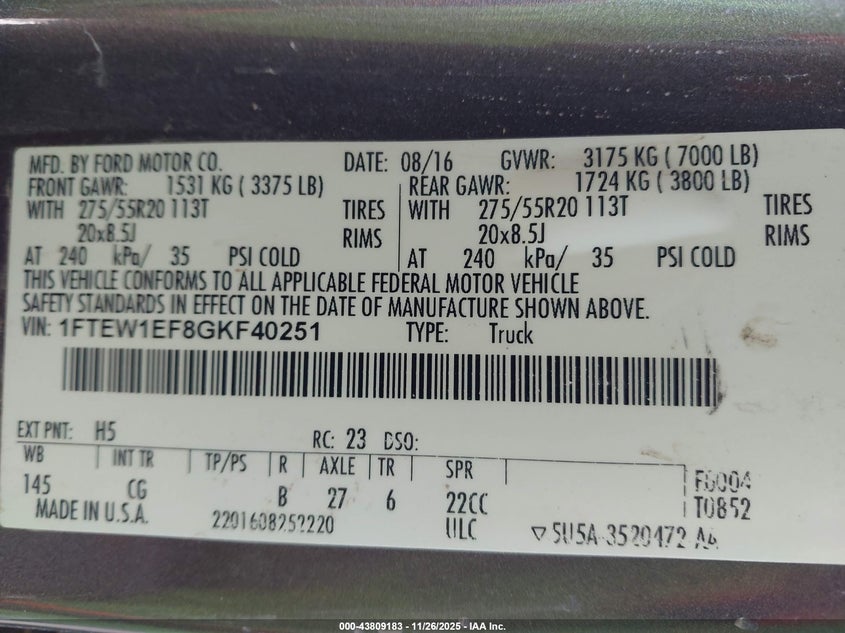 MFD. BY FORD MOTOR CO. DATE: 08/16 GVWR: 3175 KG ( 7000 LB)
FRONT GAWR: 1531 KG ( 3375 LB) REAR GAWR: 1724 KG ( 3800 LB)
WITH 275/55R20 113T TIRES WITH 275/55R20 113T TIRES
20x8.5J RIMS 20x8.5J RIMS
AT 240 kPa/ 35 PSI COLD AT 240 kPa/ 35 PSI COLD
THIS VEHICLE CONFORMS TO ALL APPLICABLE FEDERAL MOTOR VEHICLE
SAFETY STANDARDS IN EFFECT ON THE DATE OF MANUFACTURE SHOWN ABOVE.
VIN: 1FTEW1EF8GKF40251 TYPE: Truck
EXT PNT: H5 RC: 23 DSO:
WB INT TR TP/PS R AXLE TR SPR
145 CG B 27 6 22CC
MADE IN U.S.A. 2201608252220 ULC
T0852
000-43809183 - 11/26/2025 - IAA Inc.